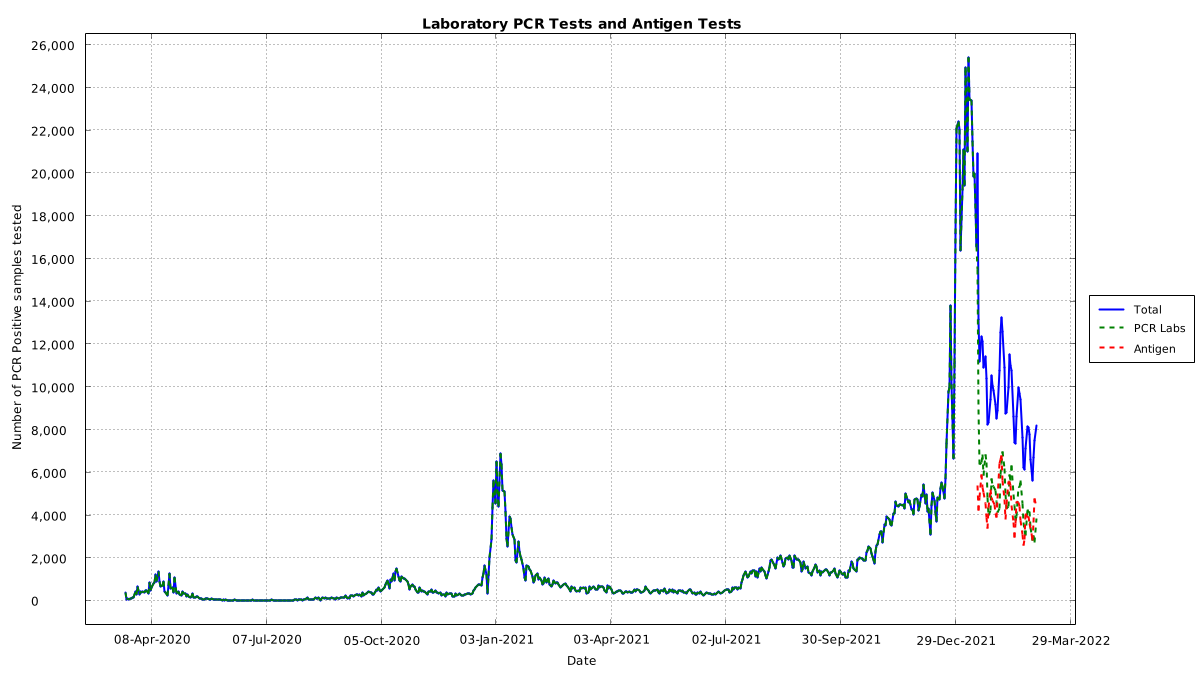 Laboratory PCR Tests and Antigen Tests
26,000
24,000
22,000
20,000
18,000
16,000
14,000
12,000
10,000
8,000
6,000
4,000
2,000
0
Number of PCR Positive samples tested
08-Apr-2020
07-Jul-2020
05-Oct-2020
03-Jan-2021
03-Apr-2021
02-Jul-2021
30-Sep-2021
29-Dec-2021
29-Mar-2022
Date
Total
PCR Labs
Antigen